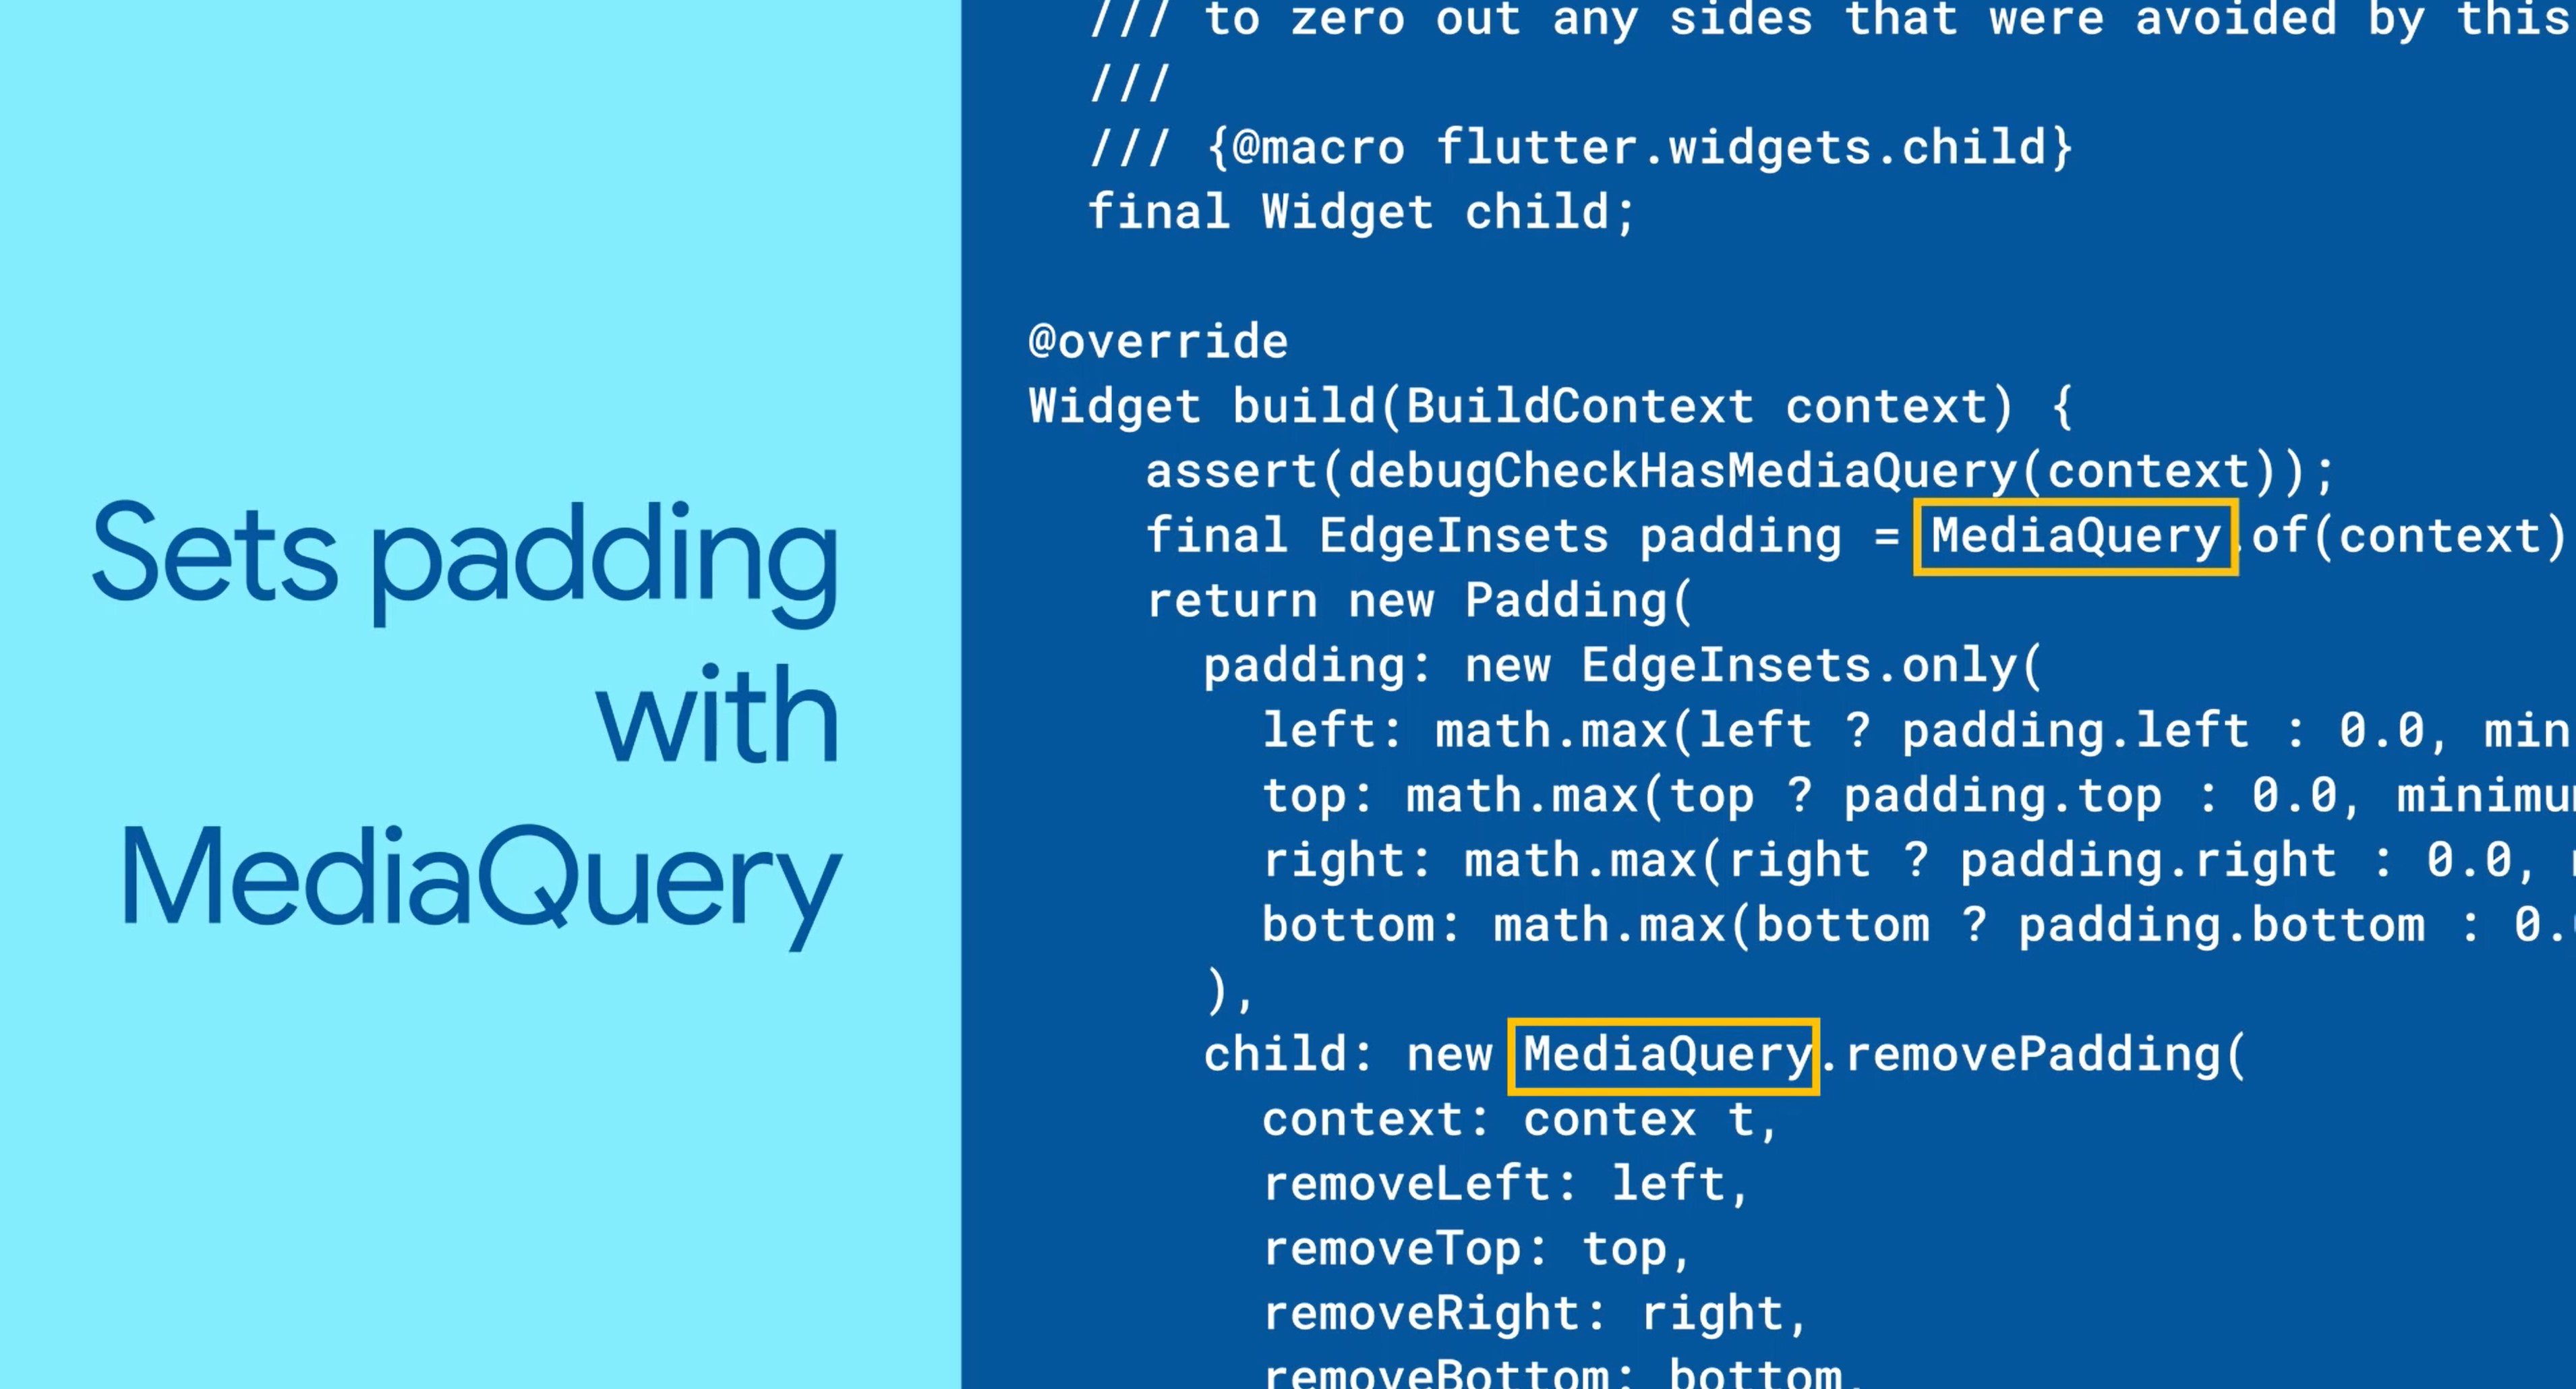 Sets padding
with
MediaQuery
/// to zero out any sides that were avoided by this
///
/// {@macro flutter.widgets.child}
final Widget child;
@override
Widget build(BuildContext context) {
assert(debugCheckHasMediaQuery(context));
final EdgeInsets padding = MediaQuery.of(context)
return new Padding(
padding: new EdgeInsets.only(
left: math.max(left ? padding.left : 0.0, min
top: math.max(top ? padding.top : 0.0, minimu
right: math.max(right ? padding.right : 0.0,
bottom: math.max(bottom ? padding.bottom : 0.
),
child: new MediaQuery.removePadding(
context: contex t,
removeLeft: left,
removeTop: top,
removeRight: right,
removeBottom: bottom,